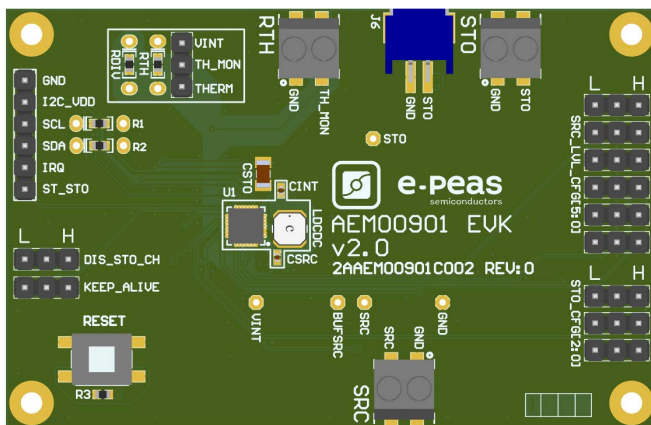 RTH
J6
STO
VINT
TH_MON
THERM
RDIV
RTH
GND
TH_MON
GND
STO
GND
STO
L H
SRC_LVL_CFG[5:0]
GND
I2C_VDD
SCL
SDA
IRQ
ST_STO
R1
R2
STO
CSTO
U1
CINT
LDCDC
CSRC
e-peas
semiconductors
AEM00901 EVK
v2.0
2AAEM00901C002 REV:0
L H
DIS_STO_CH
KEEP_ALIVE
L H
STO_CFG[2:0]
RESET
R3
VINT
BUFSRC
SRC
GND
SRC
GND
SRC